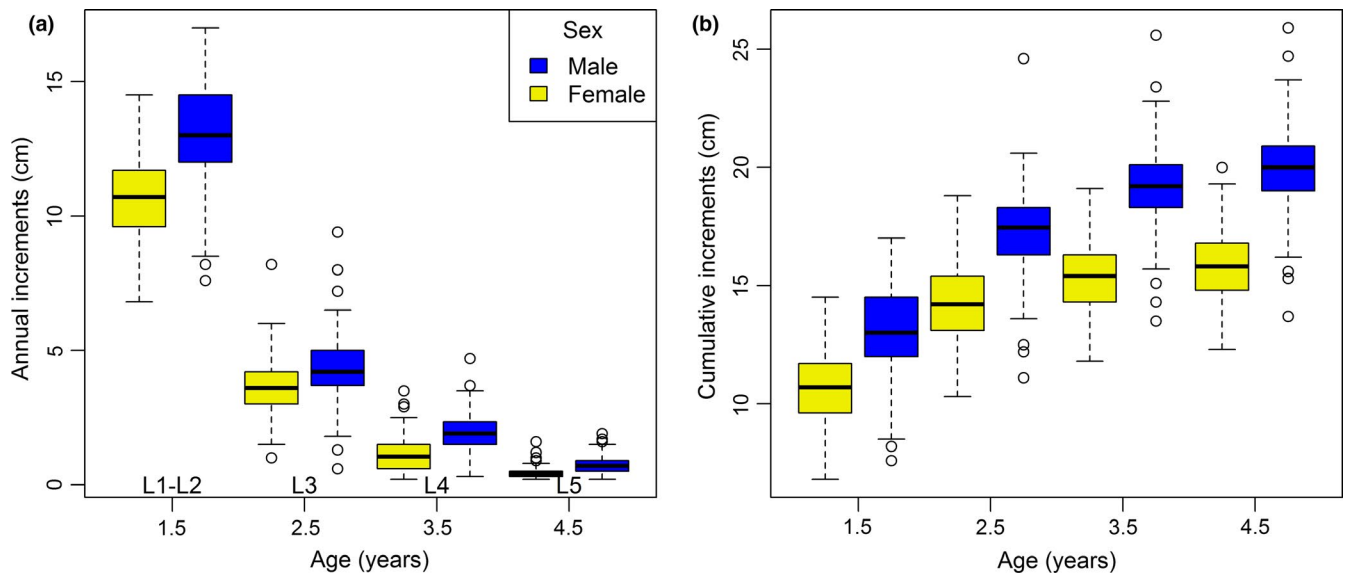 (a)
Sex
Male
Female
Annual increments (cm)
15
10
5
0
L1-L2 L3 L4 L5
1.5 2.5 3.5 4.5
Age (years)
(b)
Cumulative increments (cm)
25
20
15
10
1.5 2.5 3.5 4.5
Age (years)